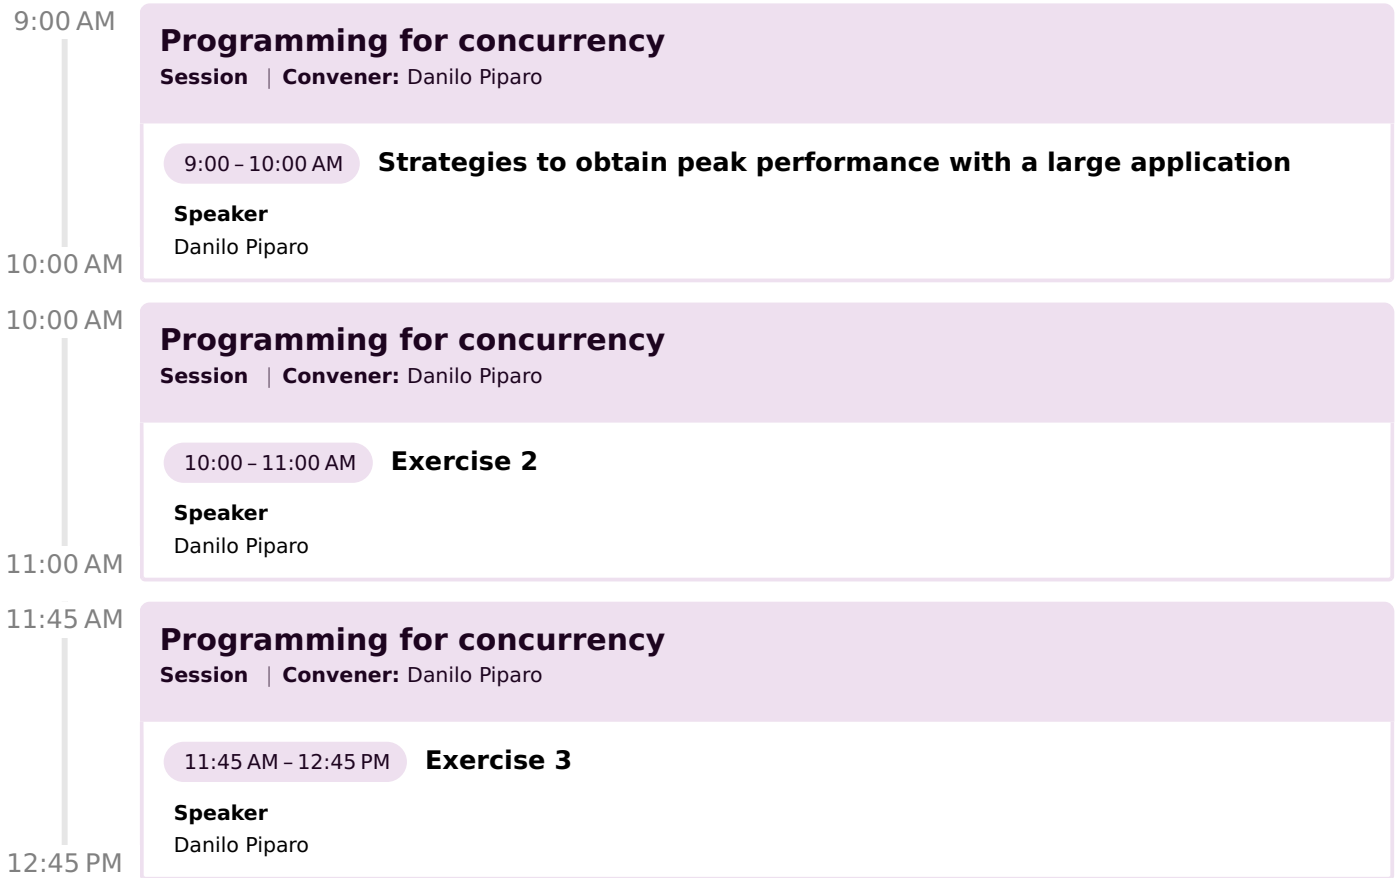 9:00 AM
Programming for concurrency
Session | Convener: Danilo Piparo
9:00 – 10:00 AM Strategies to obtain peak performance with a large application
Speaker
Danilo Piparo
10:00 AM
10:00 AM
Programming for concurrency
Session | Convener: Danilo Piparo
10:00 – 11:00 AM Exercise 2
Speaker
Danilo Piparo
11:00 AM
11:45 AM
Programming for concurrency
Session | Convener: Danilo Piparo
11:45 AM – 12:45 PM Exercise 3
Speaker
Danilo Piparo
12:45 PM